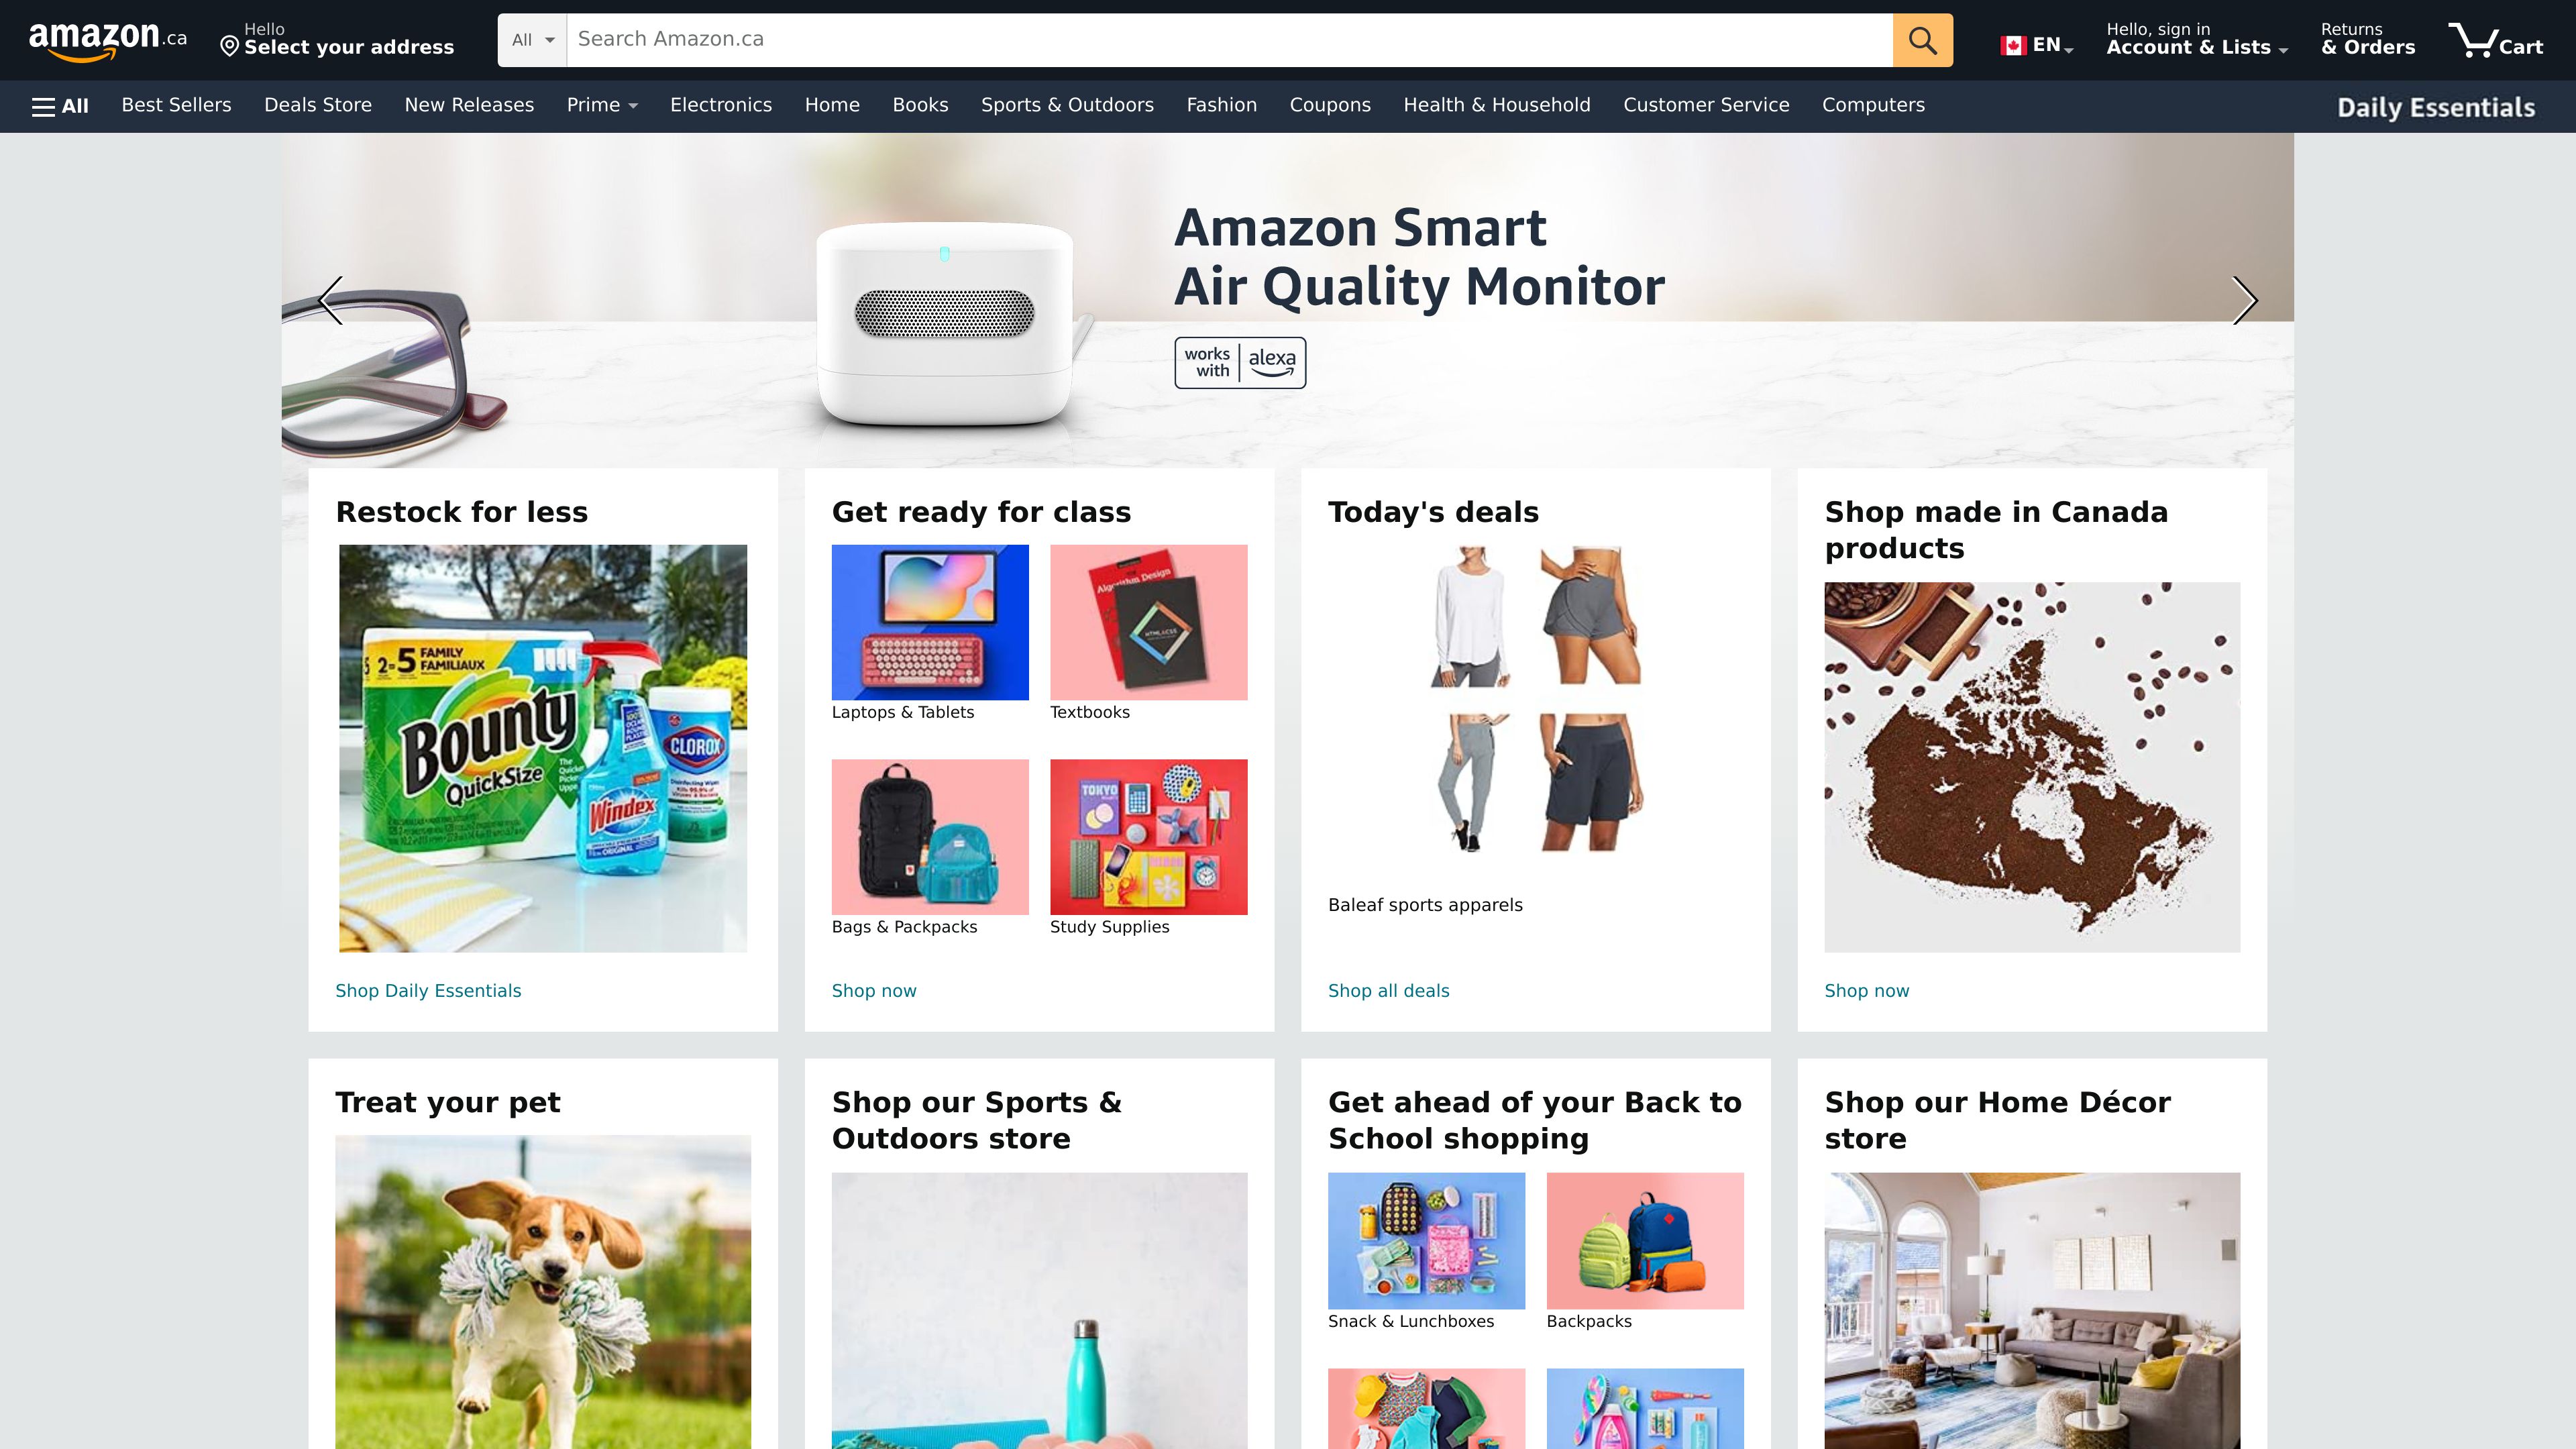 amazon.ca
Hello
Select your address
All
Search Amazon.ca
EN
Hello, sign in
Account & Lists
Returns
& Orders
Cart
All
Best Sellers
Deals Store
New Releases
Prime
Electronics
Home
Books
Sports & Outdoors
Fashion
Coupons
Health & Household
Customer Service
Computers
Daily Essentials
Amazon Smart
Air Quality Monitor
works with
alexa
Restock for less
2=5 FAMILY
FAMILIAUX
Bounty
QuickSize
Windex
ORIGINAL
CLOROX
Shop Daily Essentials
Get ready for class
Algorithm Design
Laptops & Tablets
Textbooks
TOKYO
Bags & Packpacks
Study Supplies
Shop now
Today's deals
Baleaf sports apparels
Shop all deals
Shop made in Canada
products
Shop now
Treat your pet
Shop our Sports &
Outdoors store
Get ahead of your Back to
School shopping
Snack & Lunchboxes
Backpacks
Shop our Home Décor
store